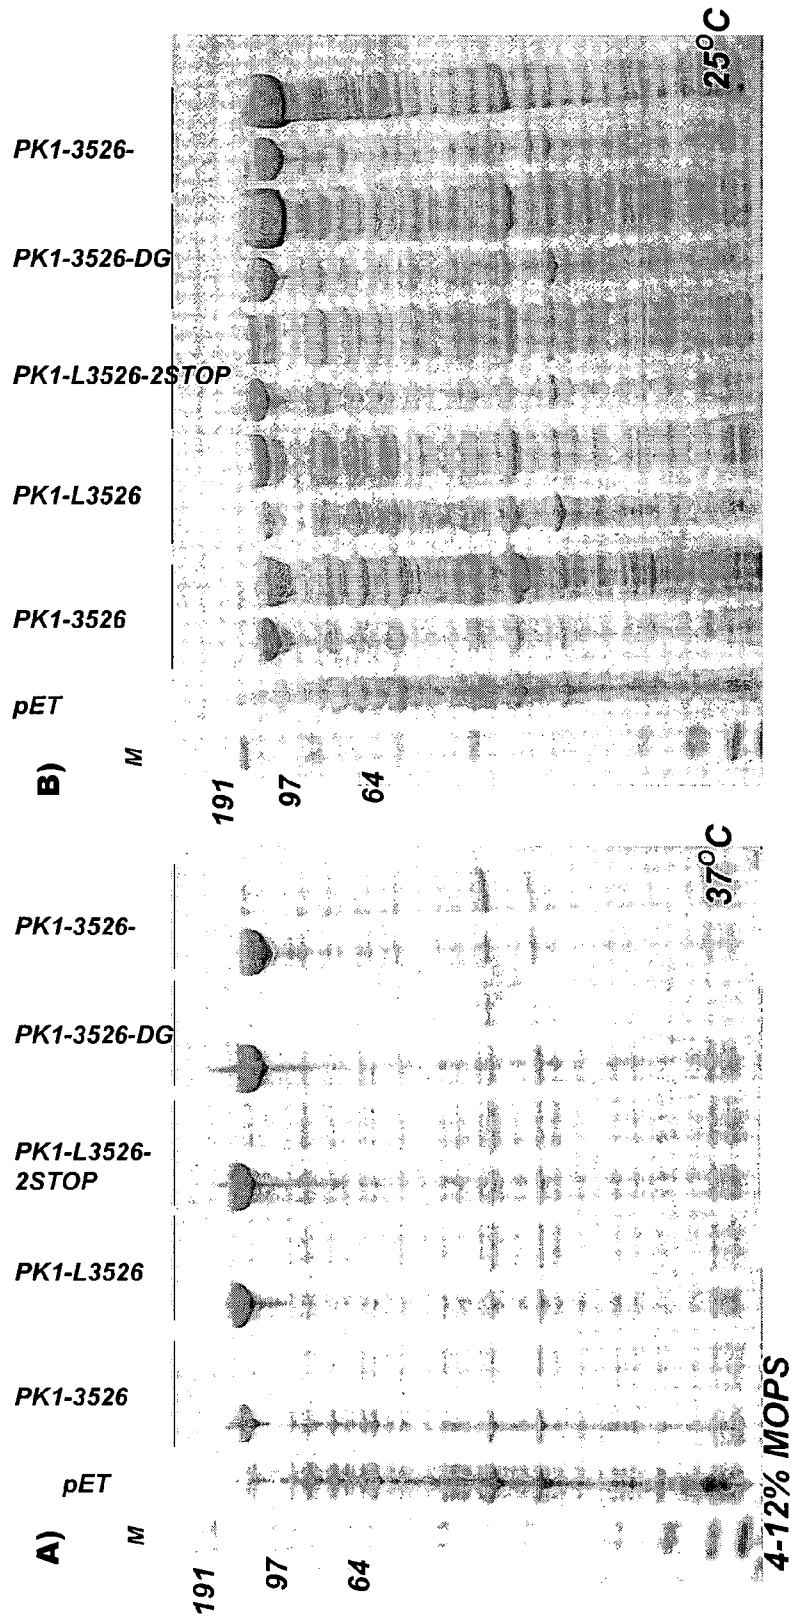 A)
M
pET
PK1-3526
PK1-L3526
PK1-L3526-
2STOP
PK1-3526-DG
PK1-3526-
191
97
64
37°C
4-12% MOPS
B)
M
pET
PK1-3526
PK1-L3526
PK1-L3526-2STOP
PK1-3526-DG
PK1-3526-
191
97
64
25°C